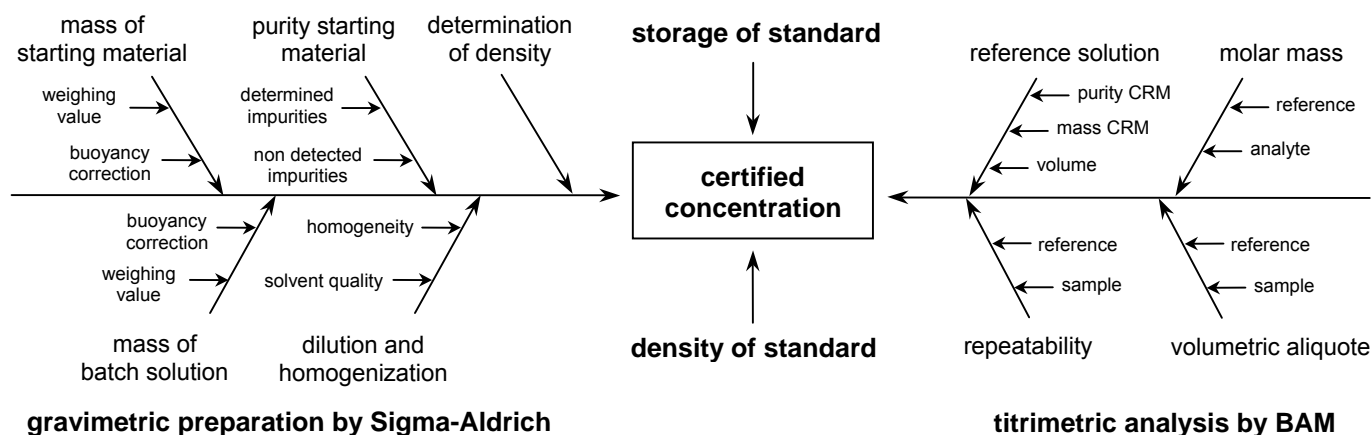 mass of
starting material
purity starting
material
determination
of density
storage of standard
reference solution
molar mass
weighing
value
determined
impurities
purity CRM
reference
mass CRM
buoyancy
correction
non detected
impurities
volume
analyte
certified
concentration
buoyancy
correction
homogeneity
reference
reference
weighing
value
solvent quality
sample
sample
mass of
batch solution
dilution and
homogenization
density of standard
repeatability
volumetric aliquote
gravimetric preparation by Sigma-Aldrich
titrimetric analysis by BAM